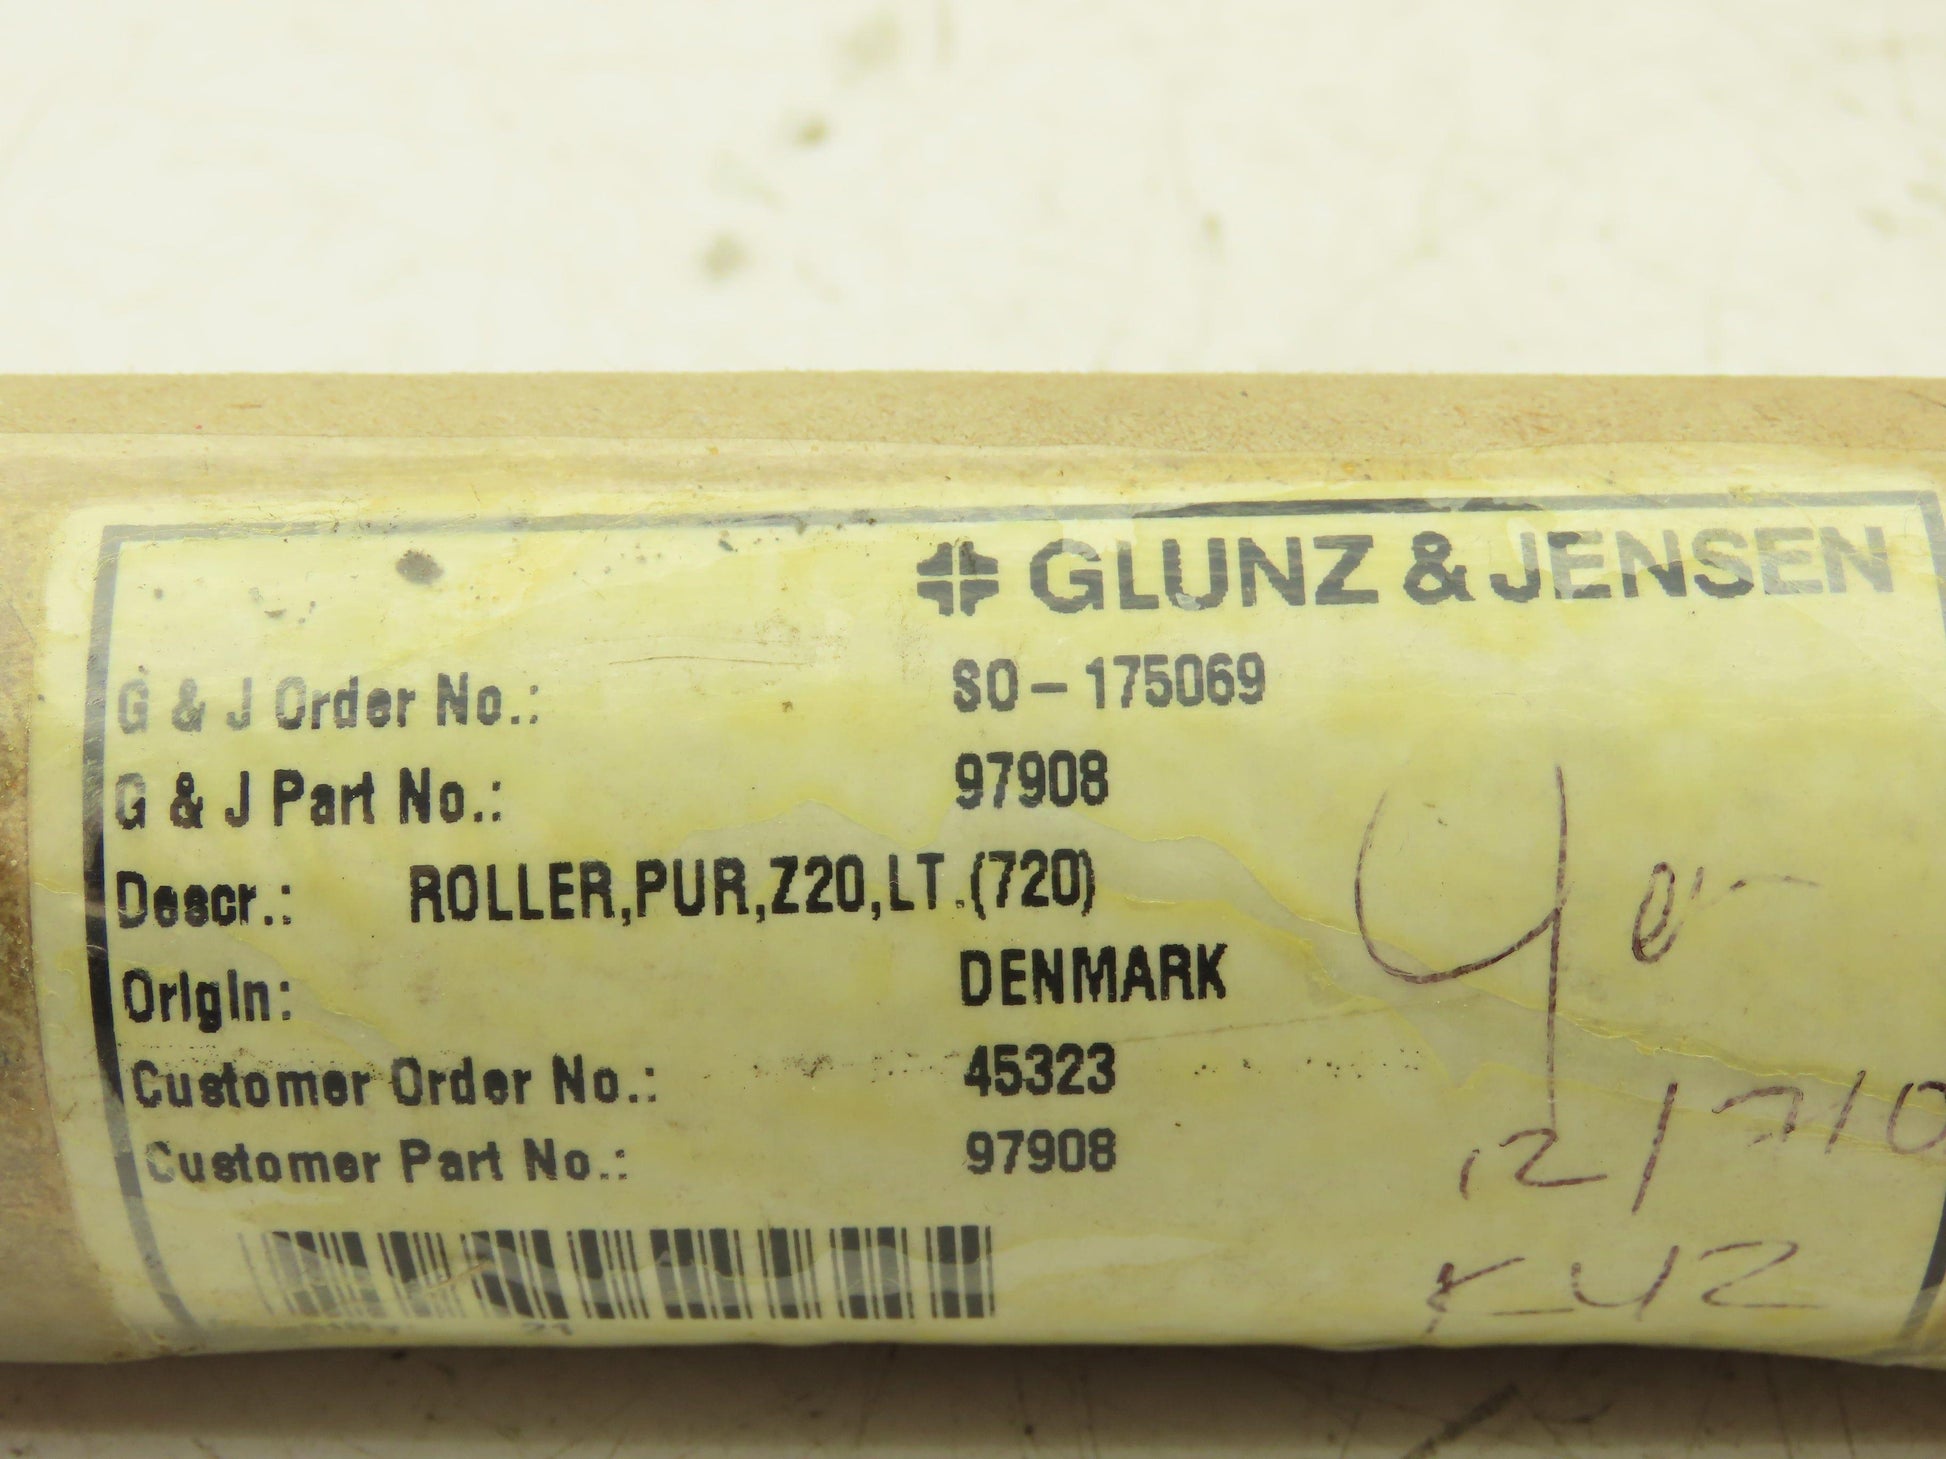 GLUNZ & JENSEN
G & J Order No.: SO-175069
G & J Part No.: 97908
Descr.: ROLLER,PUR,Z20,LT.(720)
Origin: DENMARK
Customer Order No.: 45323
Customer Part No.: 97908